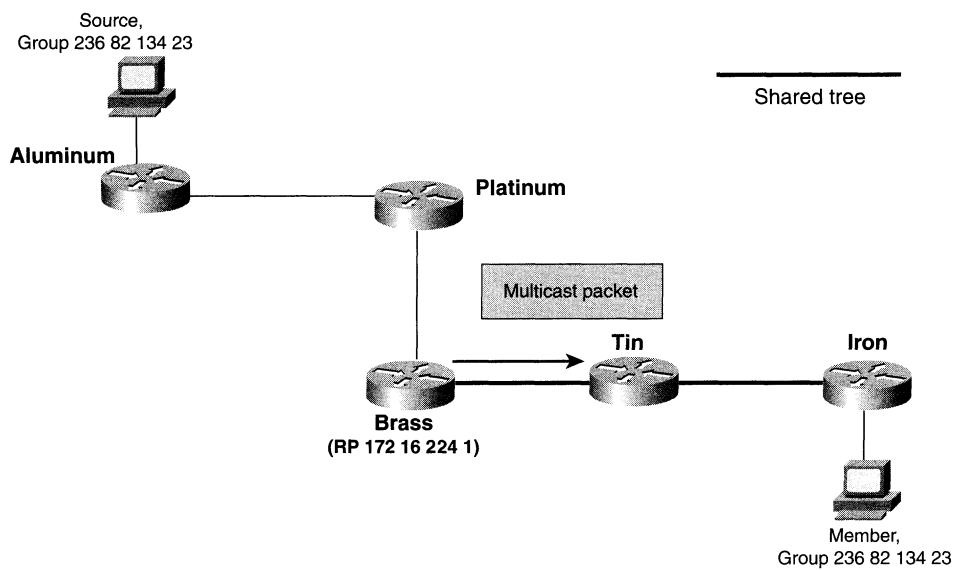 Source,
Group 236 82 134 23
Shared tree
Aluminum
Platinum
Multicast packet
Tin
Iron
Brass
(RP 172 16 224 1)
Member,
Group 236 82 134 23